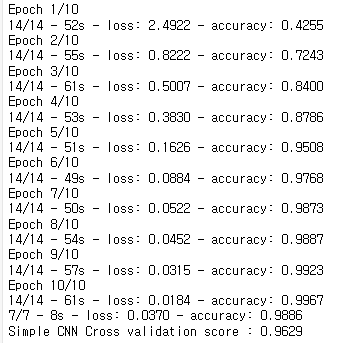 Epoch 1/10
14/14 - 52s - loss: 2.4922 - accuracy: 0.4255
Epoch 2/10
14/14 - 55s - loss: 0.8222 - accuracy: 0.7243
Epoch 3/10
14/14 - 61s - loss: 0.5007 - accuracy: 0.8400
Epoch 4/10
14/14 - 53s - loss: 0.3830 - accuracy: 0.8786
Epoch 5/10
14/14 - 51s - loss: 0.1626 - accuracy: 0.9508
Epoch 6/10
14/14 - 49s - loss: 0.0884 - accuracy: 0.9768
Epoch 7/10
14/14 - 50s - loss: 0.0522 - accuracy: 0.9873
Epoch 8/10
14/14 - 54s - loss: 0.0452 - accuracy: 0.9887
Epoch 9/10
14/14 - 57s - loss: 0.0315 - accuracy: 0.9923
Epoch 10/10
14/14 - 61s - loss: 0.0184 - accuracy: 0.9967
7/7 - 8s - loss: 0.0370 - accuracy: 0.9886
Simple CNN Cross validation score : 0.9629